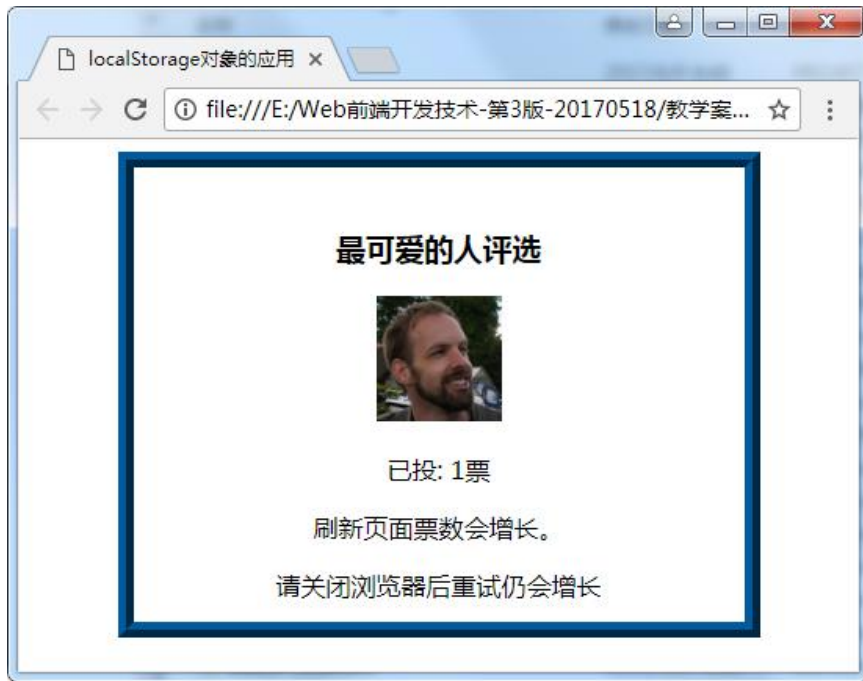 localStorage对象的应用
file:///E:/Web前端开发技术-第3版-20170518/教学案...
最可爱的人评选
已投: 1票
刷新页面票数会增长。
请关闭浏览器后重试仍会增长